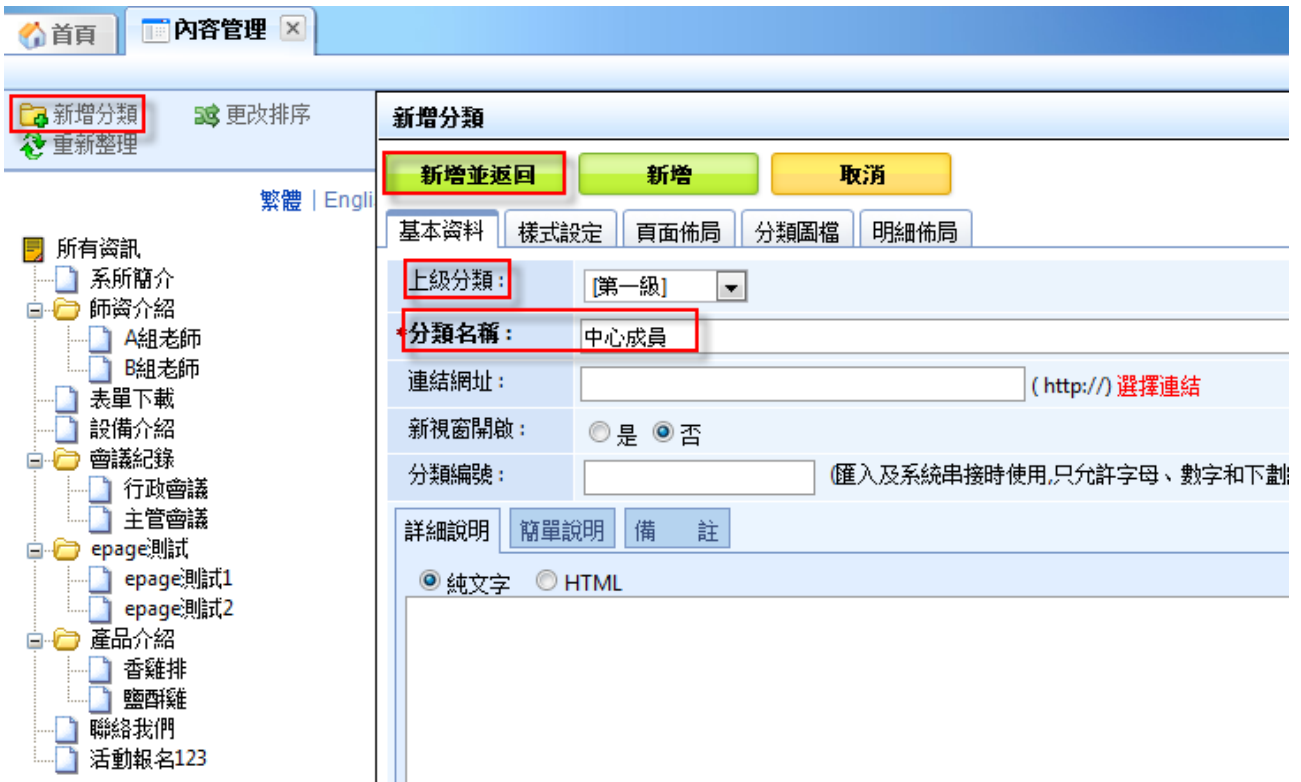 首頁 內容管理
新增分類 更改排序
重新整理
繁體 | Engli
所有資訊
系所簡介
師資介紹
A組老師
B組老師
表單下載
設備介紹
會議紀錄
行政會議
主管會議
epage測試
epage測試1
epage測試2
產品介紹
香雞排
鹽酥雞
聯絡我們
活動報名123
新增分類
新增並返回 新增 取消
基本資料 樣式設定 頁面佈局 分類圖檔 明細佈局
上級分類： [第一級]
*分類名稱： 中心成員
連結網址： ( http://) 選擇連結
新視窗開啟： 是 否
分類編號： (匯入及系統串接時使用,只允許字母、數字和下劃
詳細說明 簡單說明 備 註
純文字 HTML